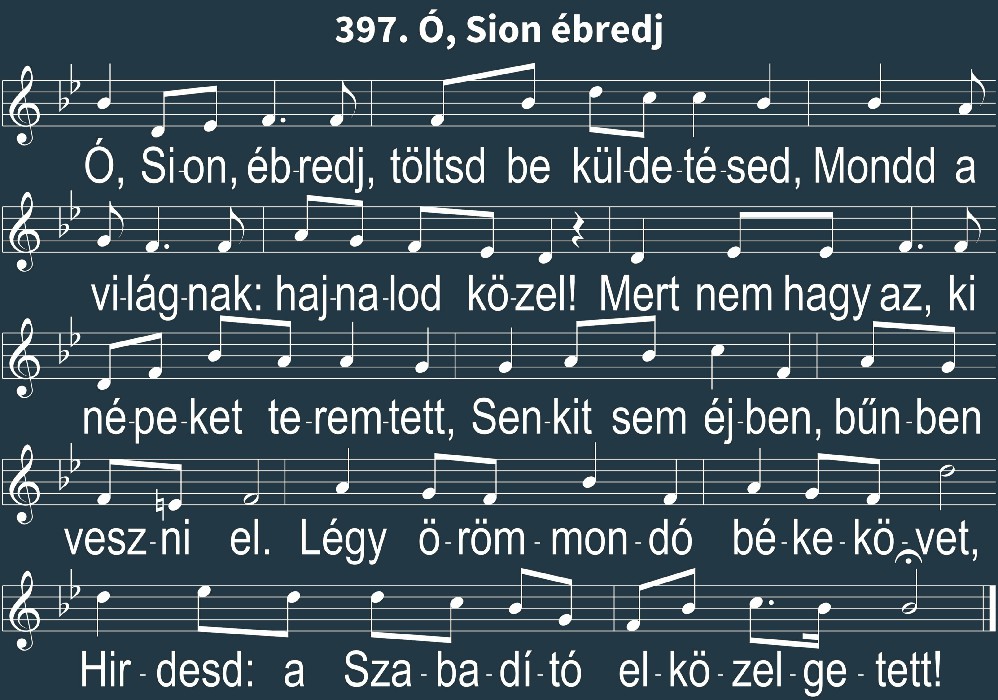 397. Ó, Sion ébredj
Ó, Si-on, éb-redj, töltsd be kül-de-té-sed, Mondd a
vi-lág-nak: haj-na-lod kö-zel! Mert nem hagy az, ki
né-pe-ket te-rem-tett, Sen-kit sem éj-ben, bűn-ben
vesz-ni el. Légy ö-röm-mon-dó bé-ke-kö-vet,
Hir-desd: a Sza-ba-dí-tó el-kö-zel-ge-tett!